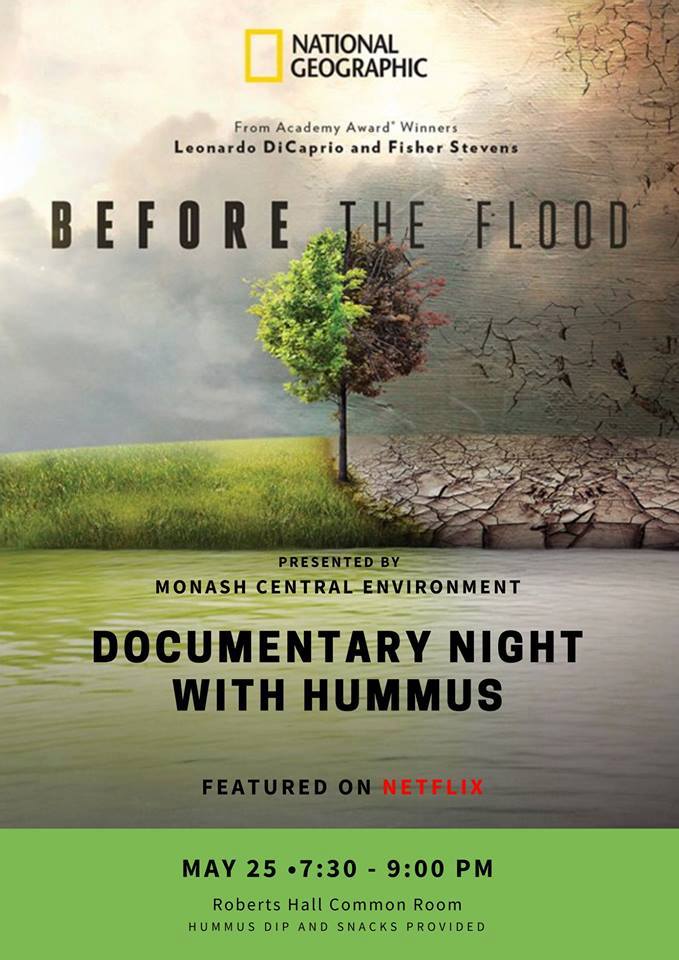 NATIONAL
GEOGRAPHIC
From Academy Award® Winners
Leonardo DiCaprio and Fisher Stevens
BEFORE THE FLOOD
PRESENTED BY
MONASH CENTRAL ENVIRONMENT
DOCUMENTARY NIGHT
WITH HUMMUS
FEATURED ON NETFLIX
MAY 25 •7:30 - 9:00 PM
Roberts Hall Common Room
HUMMUS DIP AND SNACKS PROVIDED